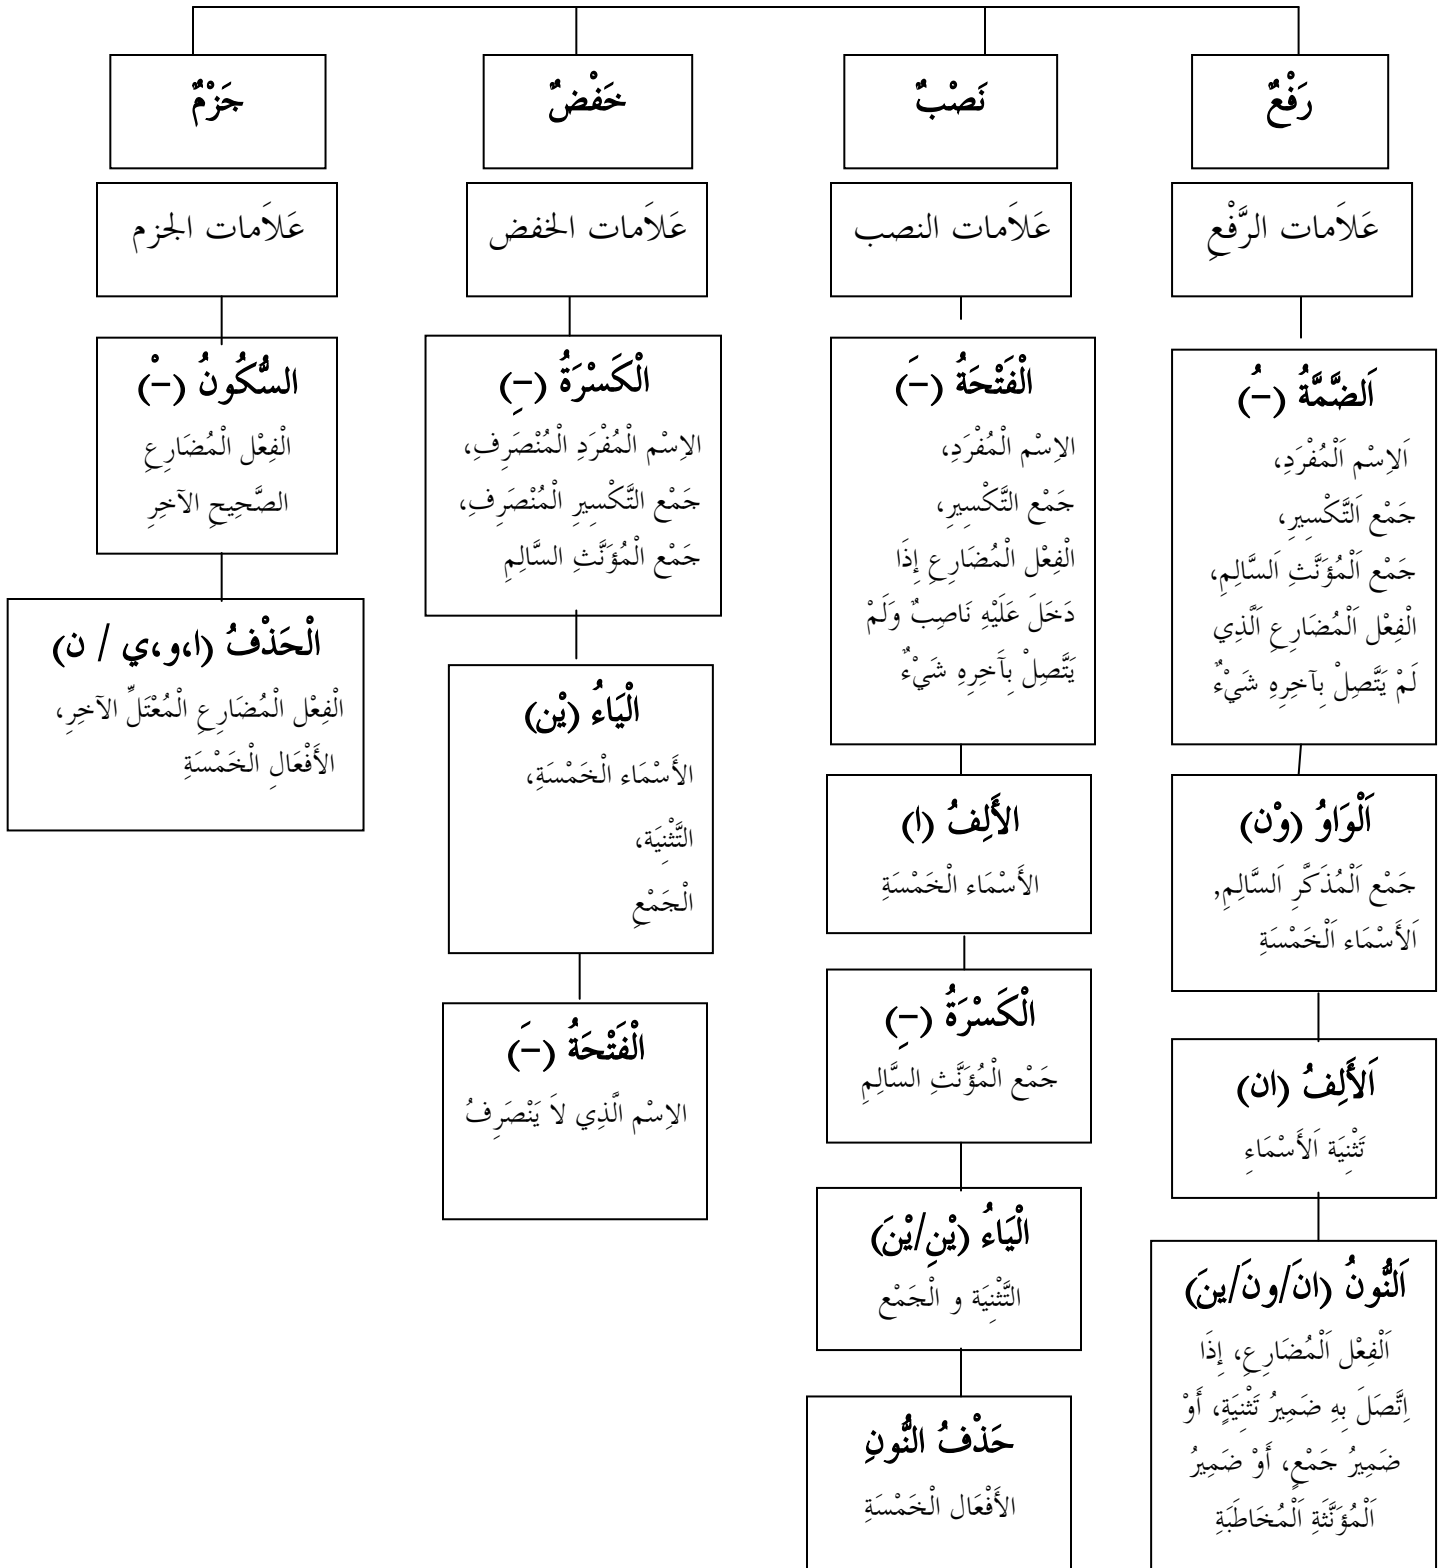 رَفْعٌ
عَلاَمات الرَّفْعِ
اَلضَّمَّةُ (-ُ)
اَلاِسْم اَلْمُفْرَدِ،
جَمْع اَلتَّكْسِيرِ،
جَمْع اَلْمُؤَنَّثِ اَلسَّالِمِ،
الْفِعْل اَلْمُضَارِعِ اَلَّذِي
لَمْ يَتَّصِلْ بِآخِرِهِ شَيْءٌ
اَلْوَاوُ (وْن)
جَمْع اَلْمُذَكَّرِ اَلسَّالِمِ,
اَلأَسْمَاء اَلْخَمْسَةِ
اَلأَلِفُ (ان)
تَثْنِيَة اَلأَسْمَاءِ
اَلنُّونُ (انَ/ونَ/ينَ)
اَلْفِعْل اَلْمُضَارِعِ، إِذَا
اِتَّصَلَ بِهِ ضَمِيرُ تَثْنِيَةٍ، أَوْ
ضَمِيرُ جَمْعٍ، أَوْ ضَمِيرُ
اَلْمُؤَنَّثَةِ اَلْمُخَاطَبَةِ
نَصْبٌ
عَلاَمات النصب
الْفَتْحَةُ (-َ)
الاِسْم الْمُفْرَدِ،
جَمْع التَّكْسِيرِ،
الْفِعْل الْمُضَارِعِ إِذَا
دَخَلَ عَلَيْهِ نَاصِبٌ وَلَمْ
يَتَّصِلْ بِآَخِرِهِ شَيْءٌ
الأَلِفُ (ا)
الأَسْمَاء الْخَمْسَةِ
الْكَسْرَةُ (-ِ)
جَمْع الْمُؤَنَّثِ السَّالِمِ
الْيَاءُ (يْنِ/يْنَ)
التَّثْنِيَة و الْجَمْع
حَذْفُ النُّونِ
الأَفْعَال الْخَمْسَةِ
خَفْضٌ
عَلاَمات الخفض
الْكَسْرَةُ (-ِ)
الاِسْم الْمُفْرَدِ الْمُنْصَرِفِ،
جَمْع التَّكْسِيرِ الْمُنْصَرِفِ،
جَمْع الْمُؤَنَّثِ السَّالِمِ
الْيَاءُ (يْن)
الأَسْمَاء الْخَمْسَةِ،
التَّثْنِيَة،
الْجَمْعِ
الْفَتْحَةُ (-َ)
الاِسْم الَّذِي لاَ يَنْصَرِفُ
جَزْمٌ
عَلاَمات الجزم
السُّكُونُ (-ْ)
الْفِعْل الْمُضَارِعِ
الصَّحِيحِ الآخِرِ
الْحَذْفُ (ا،و،ي / ن)
الْفِعْل الْمُضَارِعِ الْمُعْتَلِّ الآخِرِ،
الأَفْعَالِ الْخَمْسَةِ